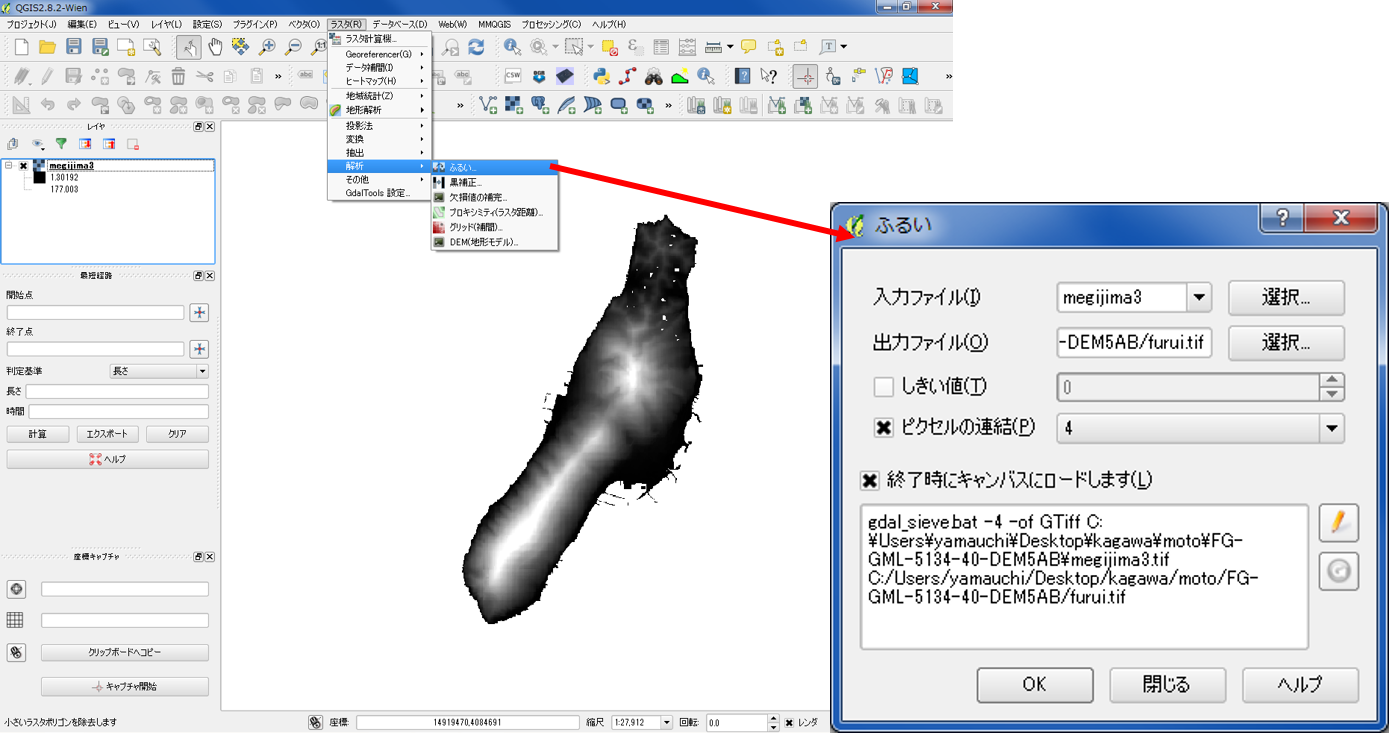 QGIS2.8.2-Wien
プロジェクト(J) 編集(E) ビュー(V) レイヤ(L) 設定(S) プラグイン(P) ベクタ(O) ラスタ(R) データベース(D) Web(W) MMQGIS プロセッシング(C) ヘルプ(H)
ラスタ計算機...
Georeferencer(G)
データ補間(I)
ヒートマップ(H)
地域統計(Z)
地形解析
投影法
変換
抽出
解析
その他
GdalTools 設定...
ふるい...
黒補正...
欠損値の補完...
プロキシミティ(ラスタ距離)...
グリッド(補間)...
DEM(地形モデル)...
レイヤ
megijima3
1.30192
177.003
最短経路
開始点
終了点
判定基準 長さ
長さ
時間
計算 エクスポート クリア
ヘルプ
座標キャプチャ
クリップボードへコピー
キャプチャ開始
小さいラスタポリゴンを除去します
座標: 14919470,4084691 縮尺 1:27,912 回転: 0.0 レンダ
ふるい
入力ファイル(I) megijima3 選択...
出力ファイル(O) -DEM5AB/furui.tif 選択...
しきい値(T) 0
ピクセルの連結(P) 4
終了時にキャンバスにロードします(L)
gdal_sieve.bat -4 -of GTiff C:
¥Users¥yamauchi¥Desktop¥kagawa¥moto¥FG-
GML-5134-40-DEM5AB¥megijima3.tif
C:/Users/yamauchi/Desktop/kagawa/moto/FG-
GML-5134-40-DEM5AB/furui.tif
OK 閉じる ヘルプ